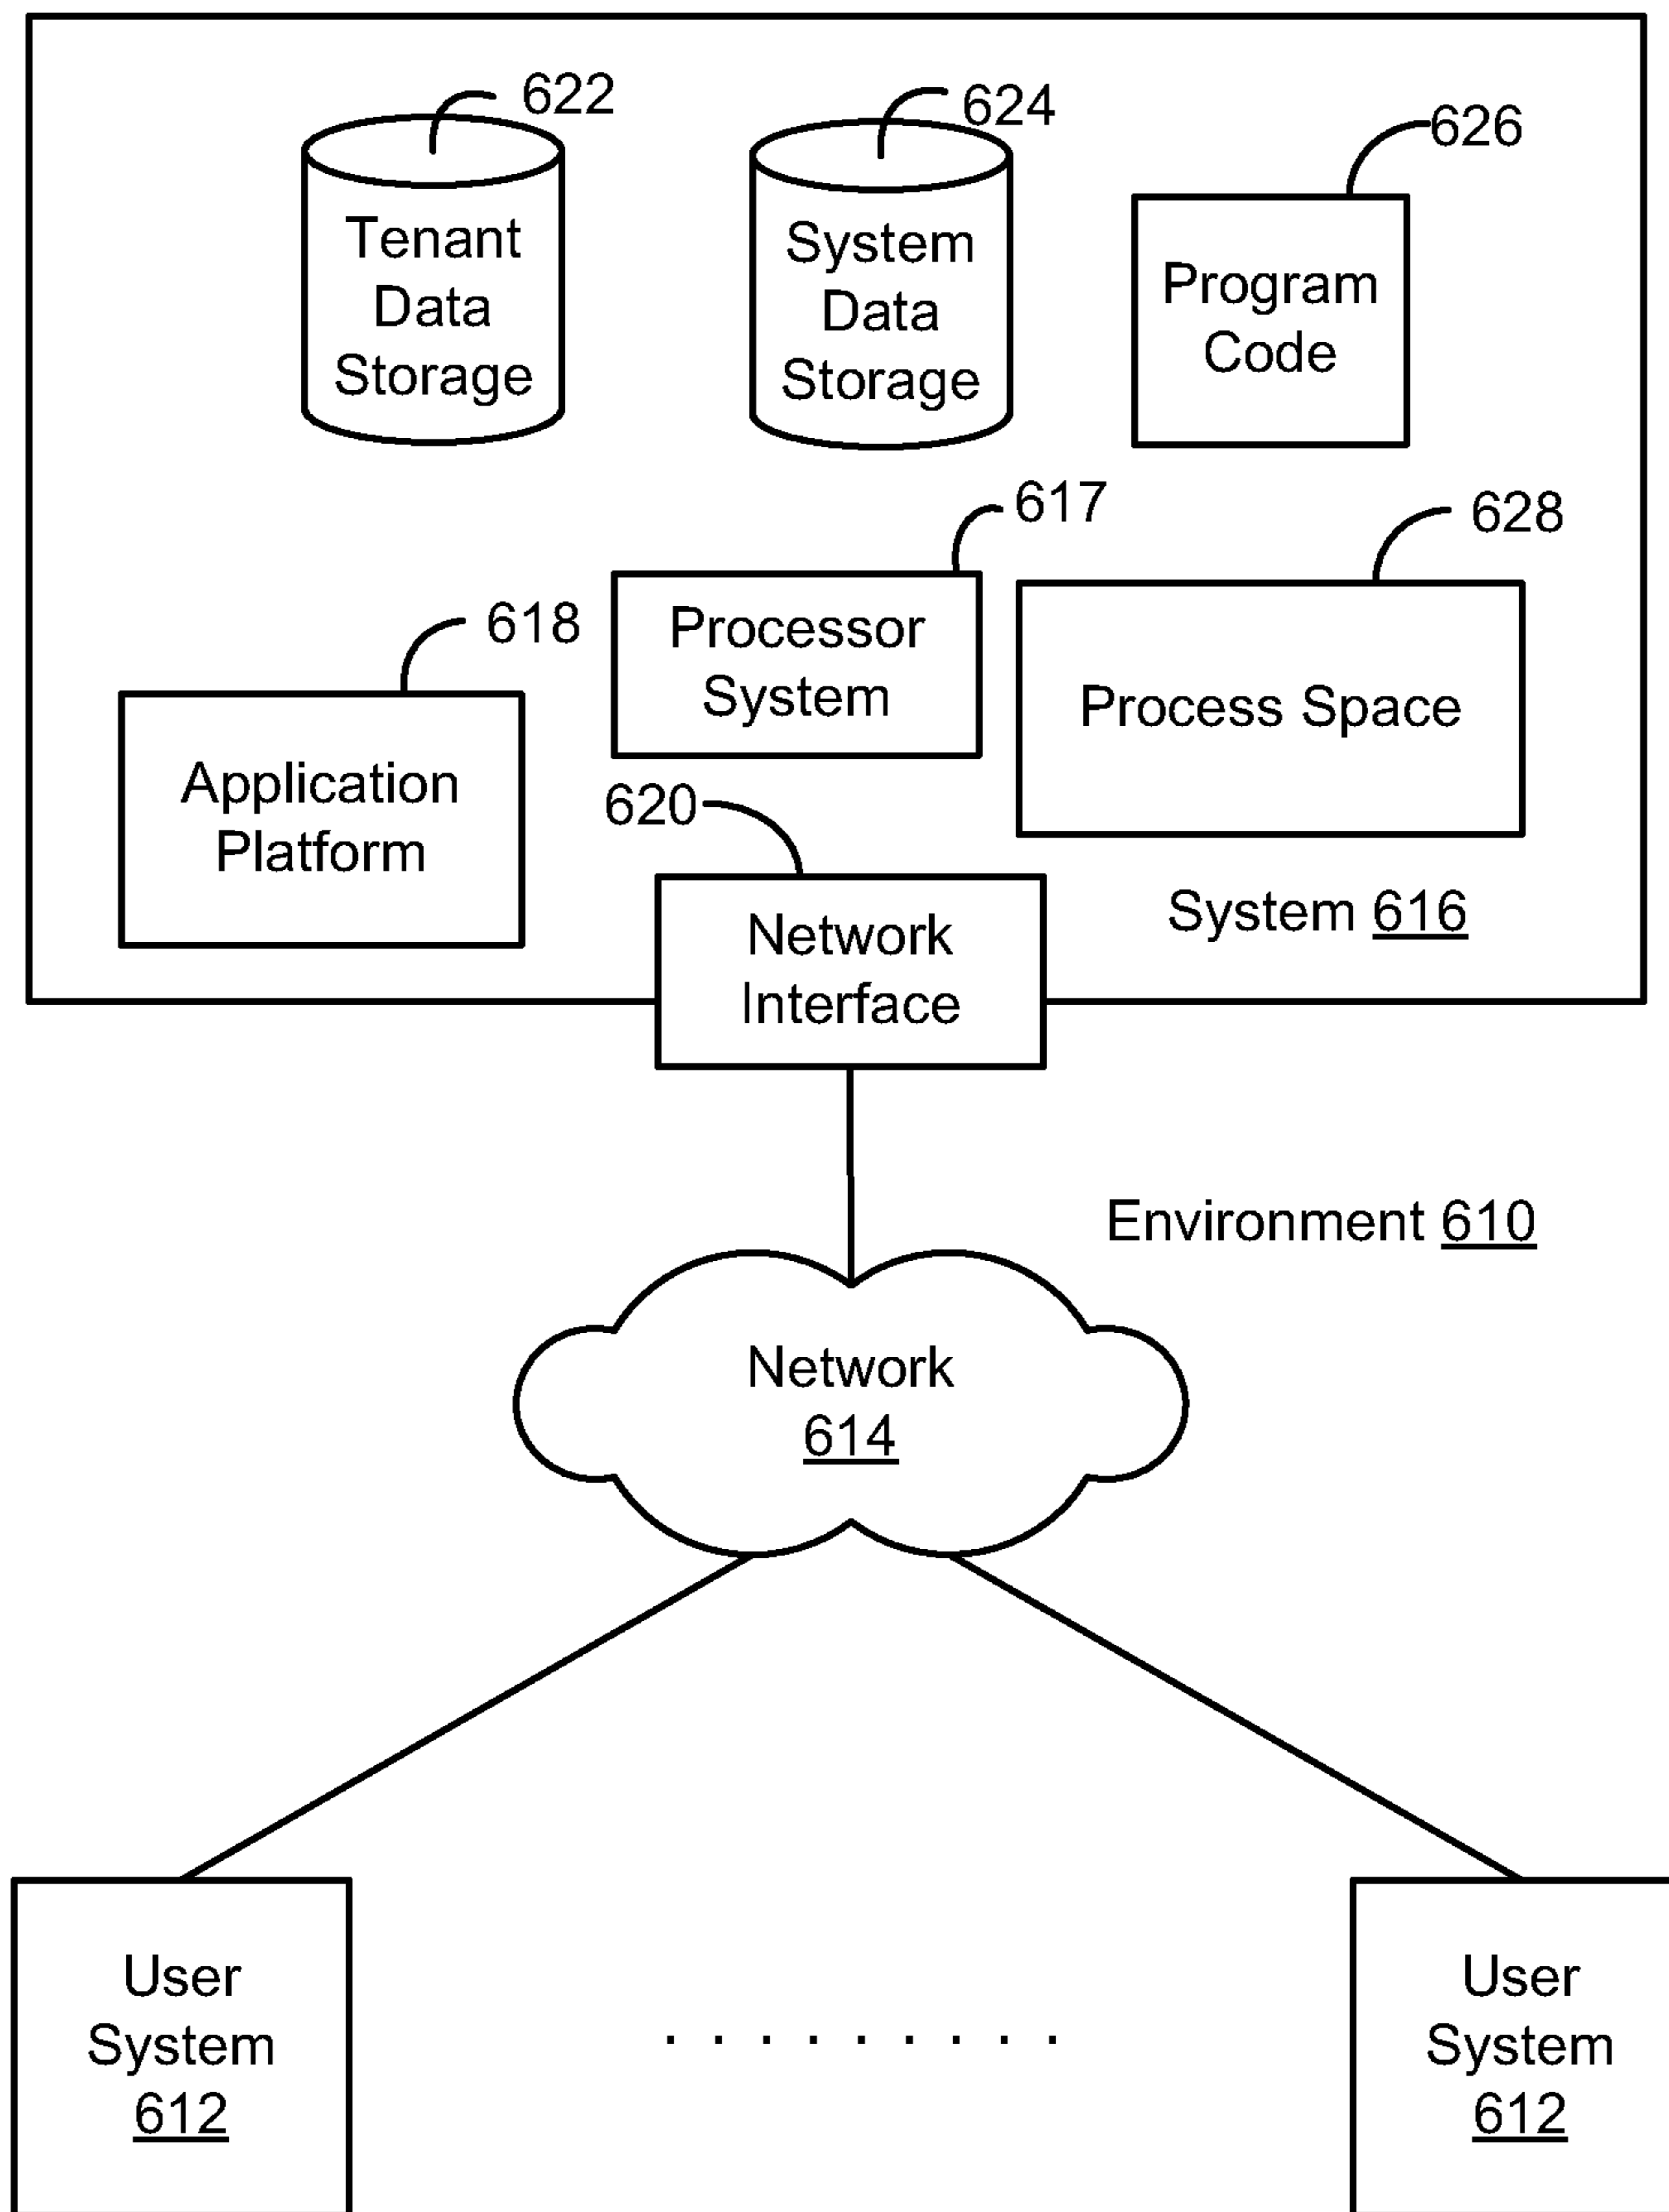 622
624
626
Tenant
Data
Storage
System
Data
Storage
Program
Code
617
628
618
Processor
System
Process Space
Application
Platform
620
System 616
Network
Interface
Environment 610
Network
614
User
System
612
. . . . . . . . .
User
System
612